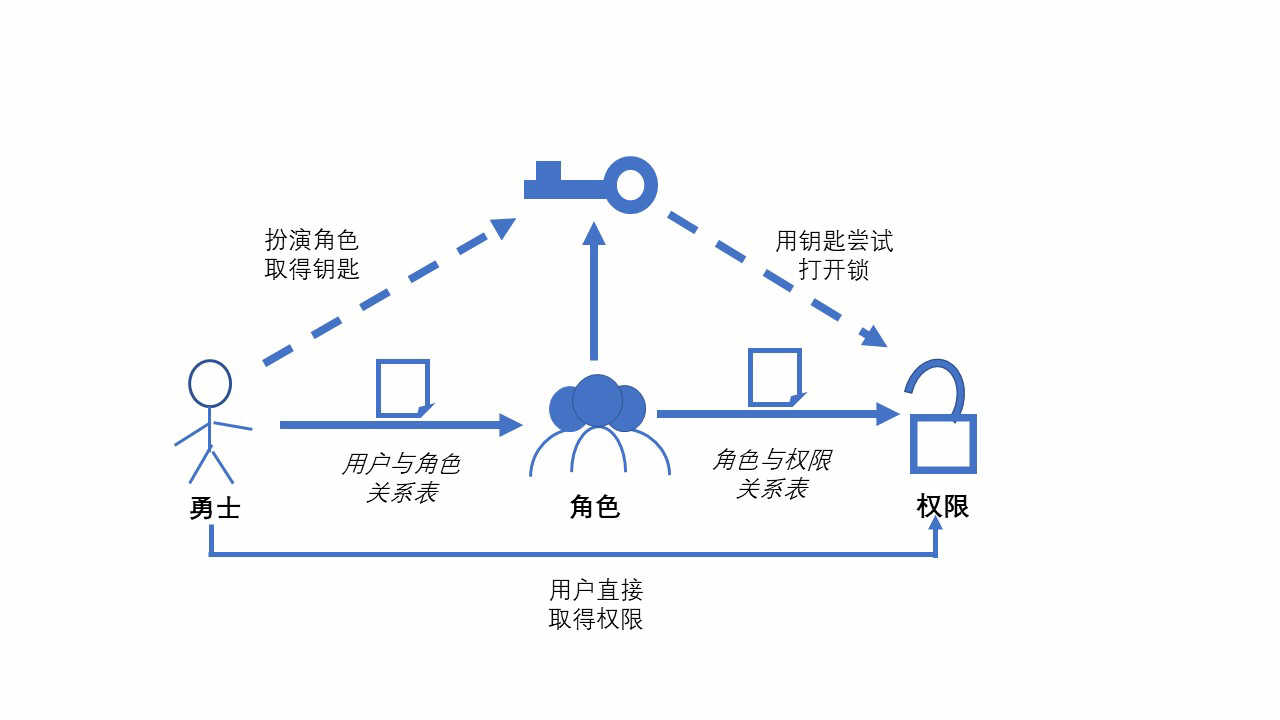 扮演角色
取得钥匙
用钥匙尝试
打开锁
用户与角色
关系表
角色与权限
关系表
勇士
角色
权限
用户直接
取得权限